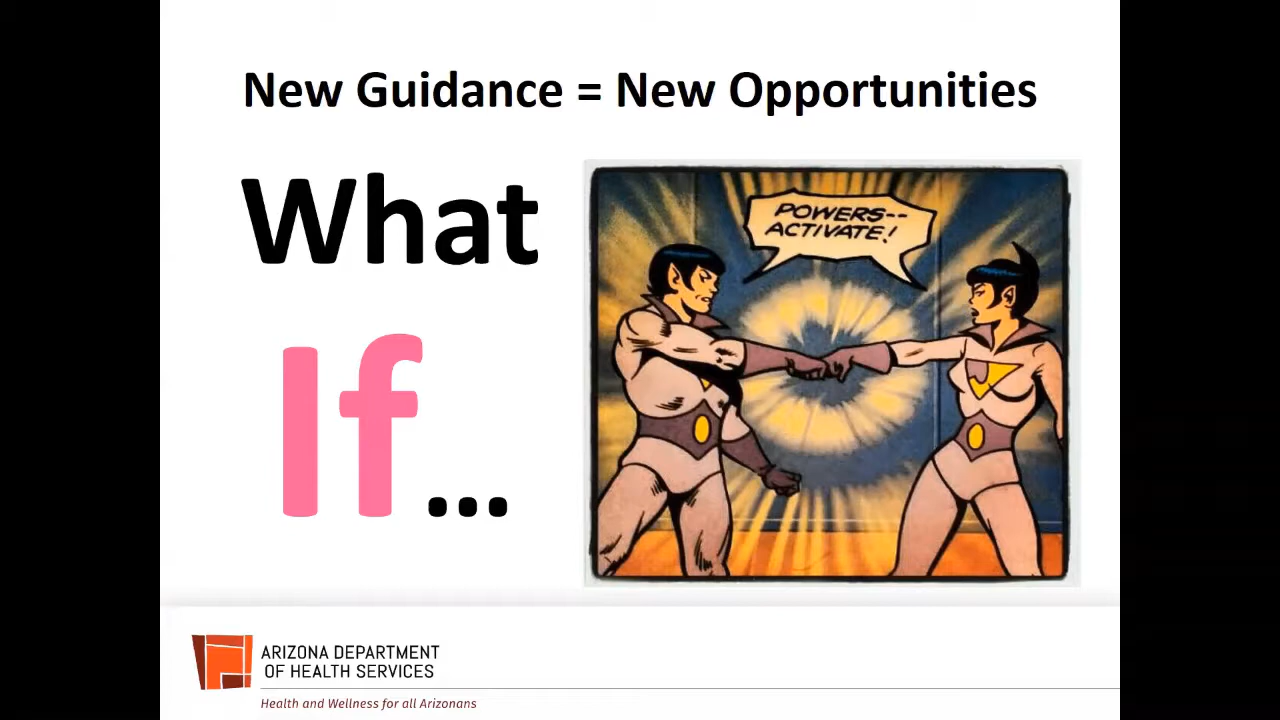 New Guidance = New Opportunities
What
If...
POWERS--
ACTIVATE!
ARIZONA DEPARTMENT
OF HEALTH SERVICES
Health and Wellness for all Arizonans